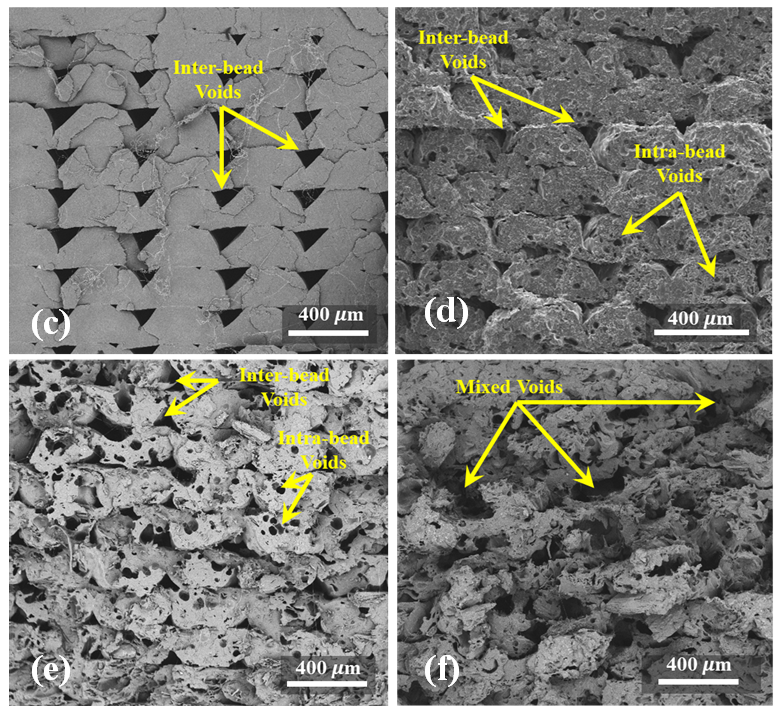 Inter-bead
Voids
400 μm
(c)
Inter-bead
Voids
Intra-bead
Voids
400 μm
(d)
Inter-bead
Voids
Intra-bead
Voids
400 μm
(e)
Mixed Voids
400 μm
(f)